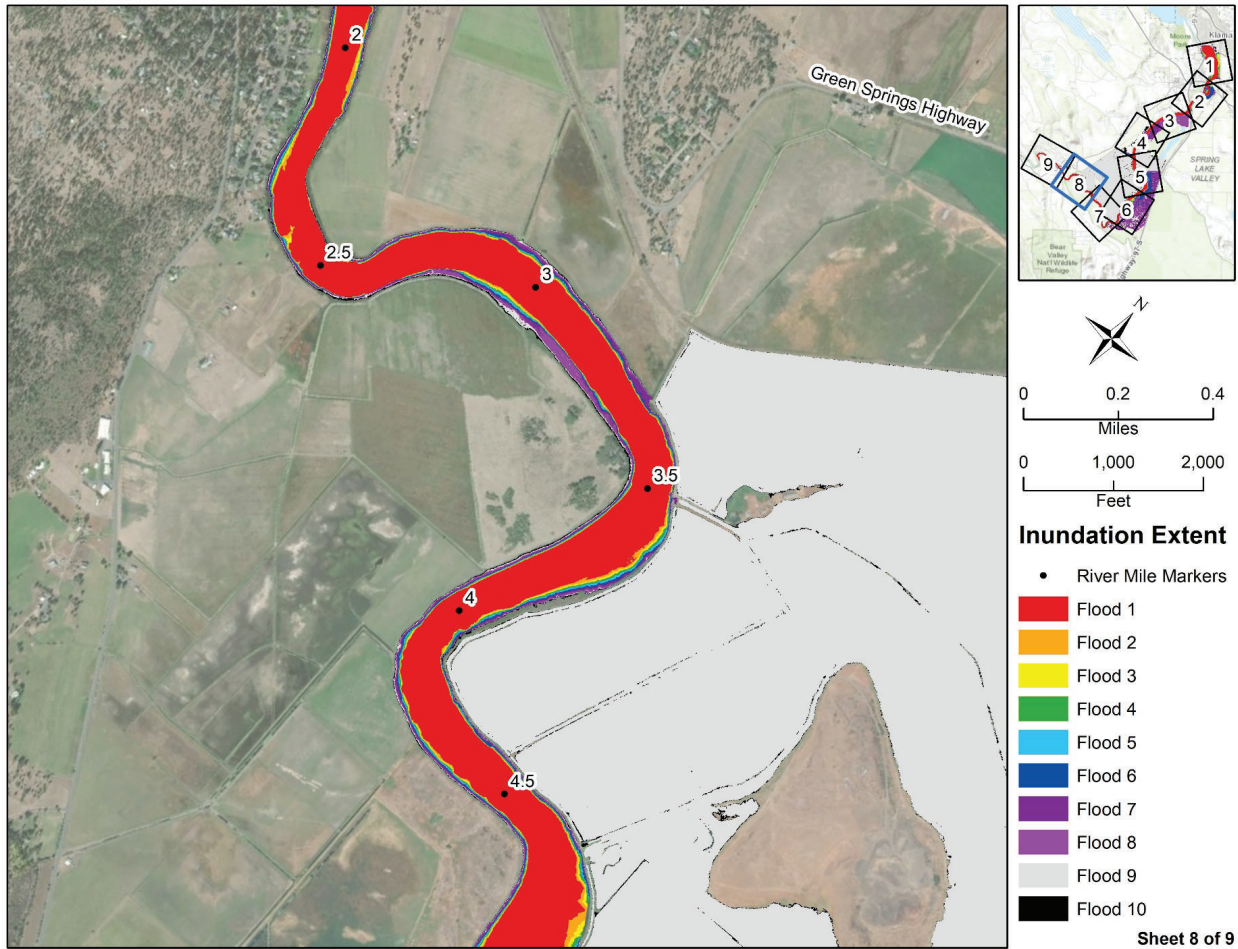 2
Green Springs Highway
2.5
3
3.5
4
4.5
97
Moore
Park
Klama
1
2
3
4
5
6
7
8
9
SPRING
LAKE
VALLEY
Bear
Valley
Nat'l Wildlife
Refuge
ghway-97-S
N
0 0.2 0.4
Miles
0 1,000 2,000
Feet
Inundation Extent
River Mile Markers
Flood 1
Flood 2
Flood 3
Flood 4
Flood 5
Flood 6
Flood 7
Flood 8
Flood 9
Flood 10
Sheet 8 of 9